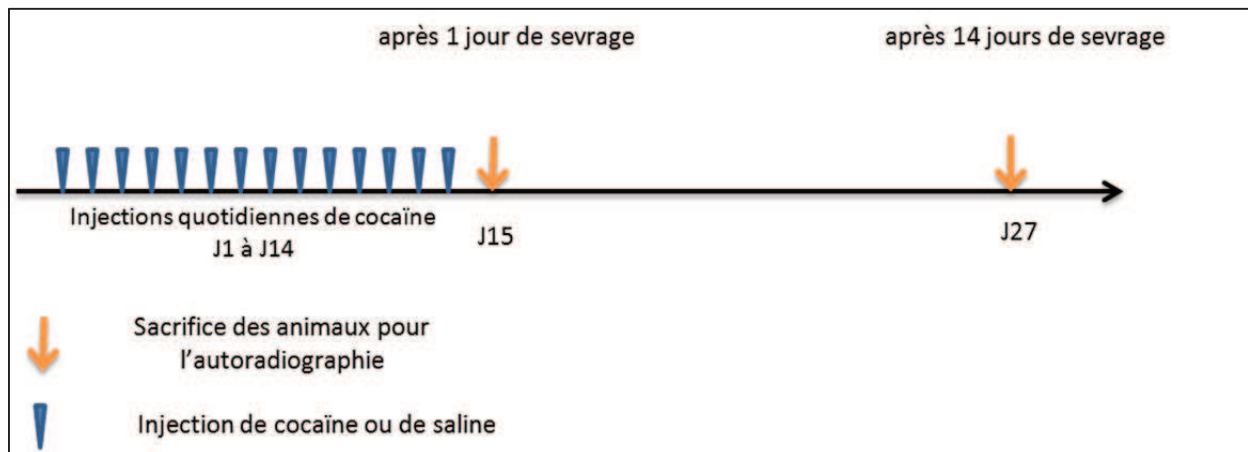 après 1 jour de sevrage
après 14 jours de sevrage
Injections quotidiennes de cocaïne
J1 à J14
J15
J27
Sacrifice des animaux pour
l'autoradiographie
Injection de cocaïne ou de saline